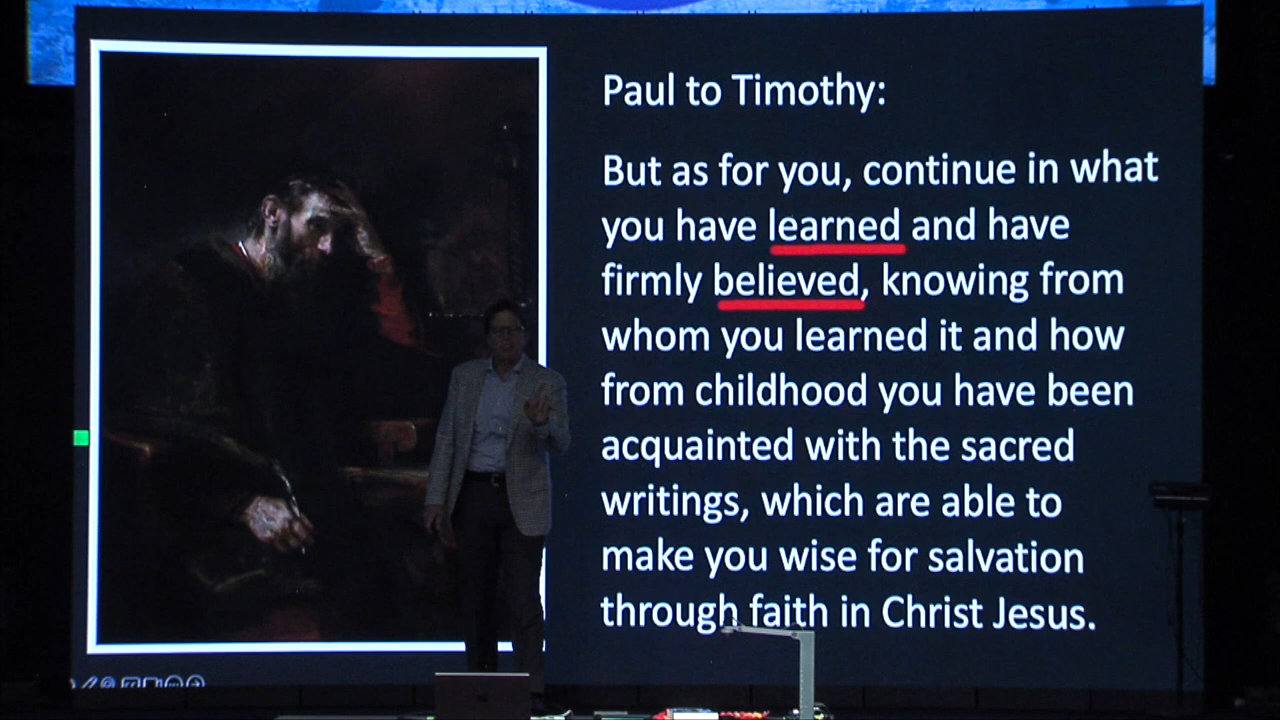 Paul to Timothy:
But as for you, continue in what
you have learned and have
firmly believed, knowing from
whom you learned it and how
from childhood you have been
acquainted with the sacred
writings, which are able to
make you wise for salvation
through faith in Christ Jesus.